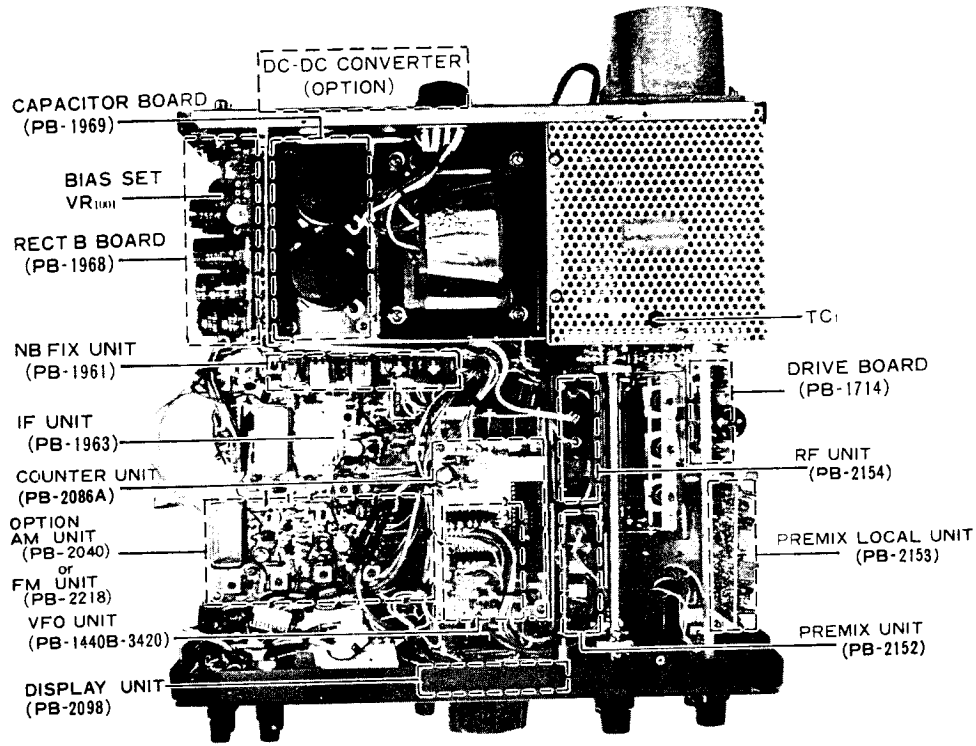 DC-DC CONVERTER
(OPTION)
CAPACITOR BOARD
(PB-1969)
BIAS SET
VR1001
RECT B BOARD
(PB-1968)
NB FIX UNIT
(PB-1961)
IF UNIT
(PB-1963)
COUNTER UNIT
(PB-2086A)
OPTION
AM UNIT
(PB-2040)
or
FM UNIT
(PB-2218)
VFO UNIT
(PB-1440B-3420)
DISPLAY UNIT
(PB-2098)
TC1
DRIVE BOARD
(PB-1714)
RF UNIT
(PB-2154)
PREMIX LOCAL UNIT
(PB-2153)
PREMIX UNIT
(PB-2152)